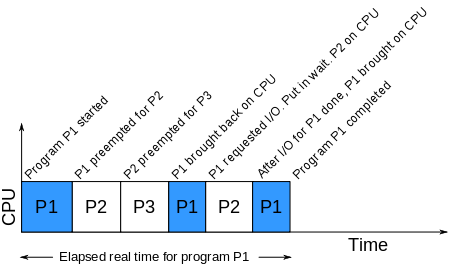 Program P1 started
P1 preempted for P2
P2 preempted for P3
P1 brought back on CPU
P1 requested I/O. Put in wait. P2 on CPU
After I/O for P1 done, P1 brought on CPU
Program P1 completed
CPU
P1 P2 P3 P1 P2 P1
Time
Elapsed real time for program P1